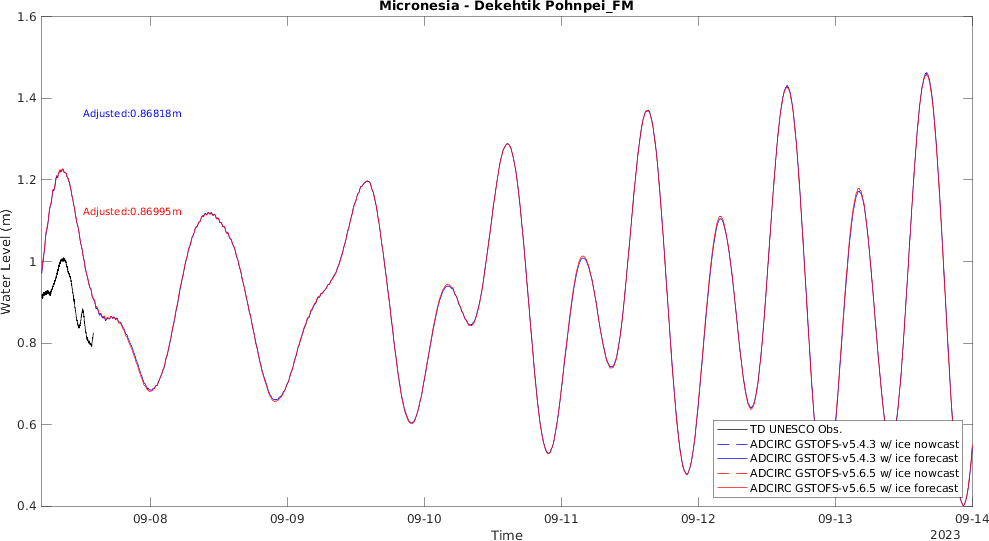 Micronesia - Dekehtik Pohnpei_FM
Water Level (m)
1.6
1.4
1.2
1
0.8
0.6
0.4
Adjusted:0.86818m
Adjusted:0.86995m
TD UNESCO Obs.
ADCIRC GSTOFS-v5.4.3 w/ ice nowcast
ADCIRC GSTOFS-v5.4.3 w/ ice forecast
ADCIRC GSTOFS-v5.6.5 w/ ice nowcast
ADCIRC GSTOFS-v5.6.5 w/ ice forecast
09-08
09-09
09-10
09-11
09-12
09-13
09-14
Time
2023